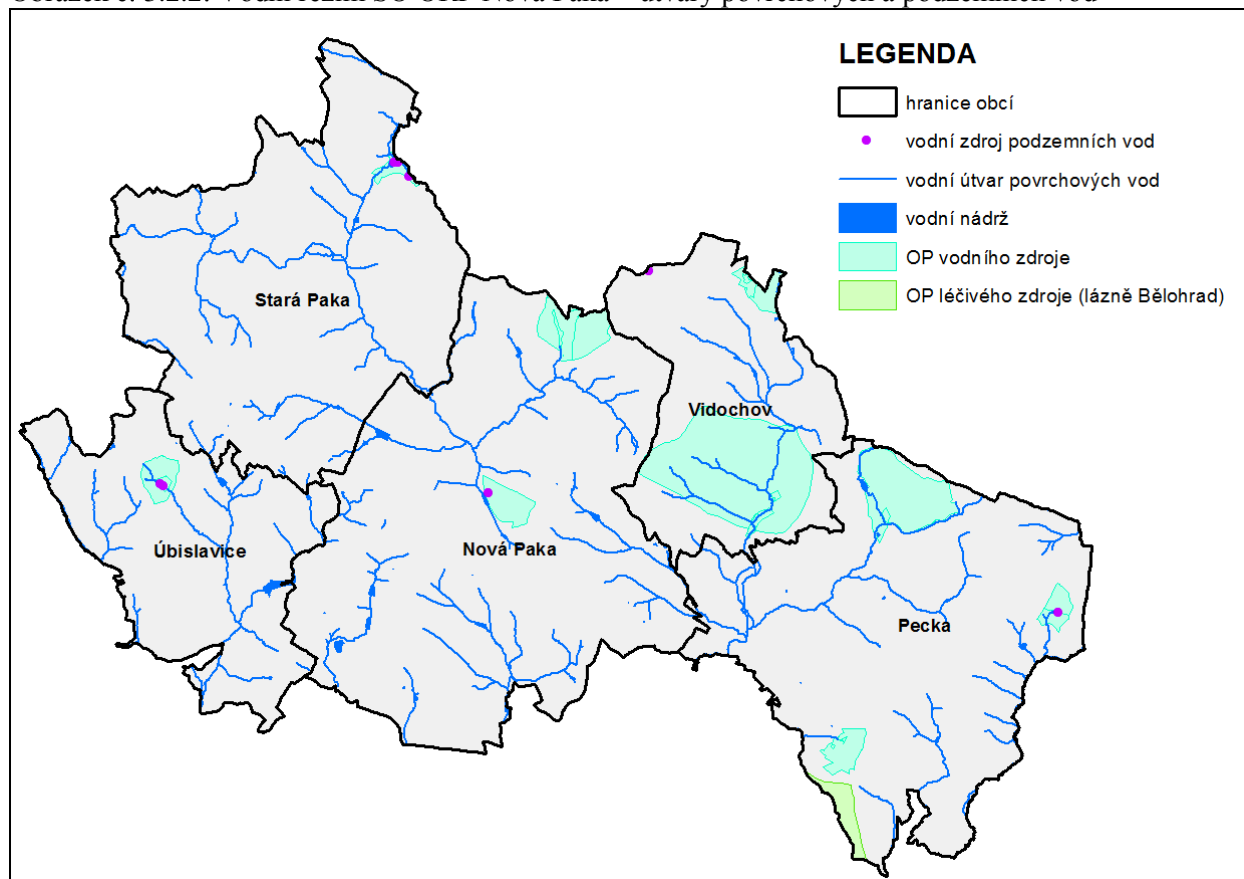 LEGENDA
hranice obcí
vodní zdroj podzemních vod
vodní útvar povrchových vod
vodní nádrž
OP vodního zdroje
OP léčivého zdroje (lázně Bělohrad)
Stará Paka
Vidochov
Úbislavice
Nová Paka
Pecka